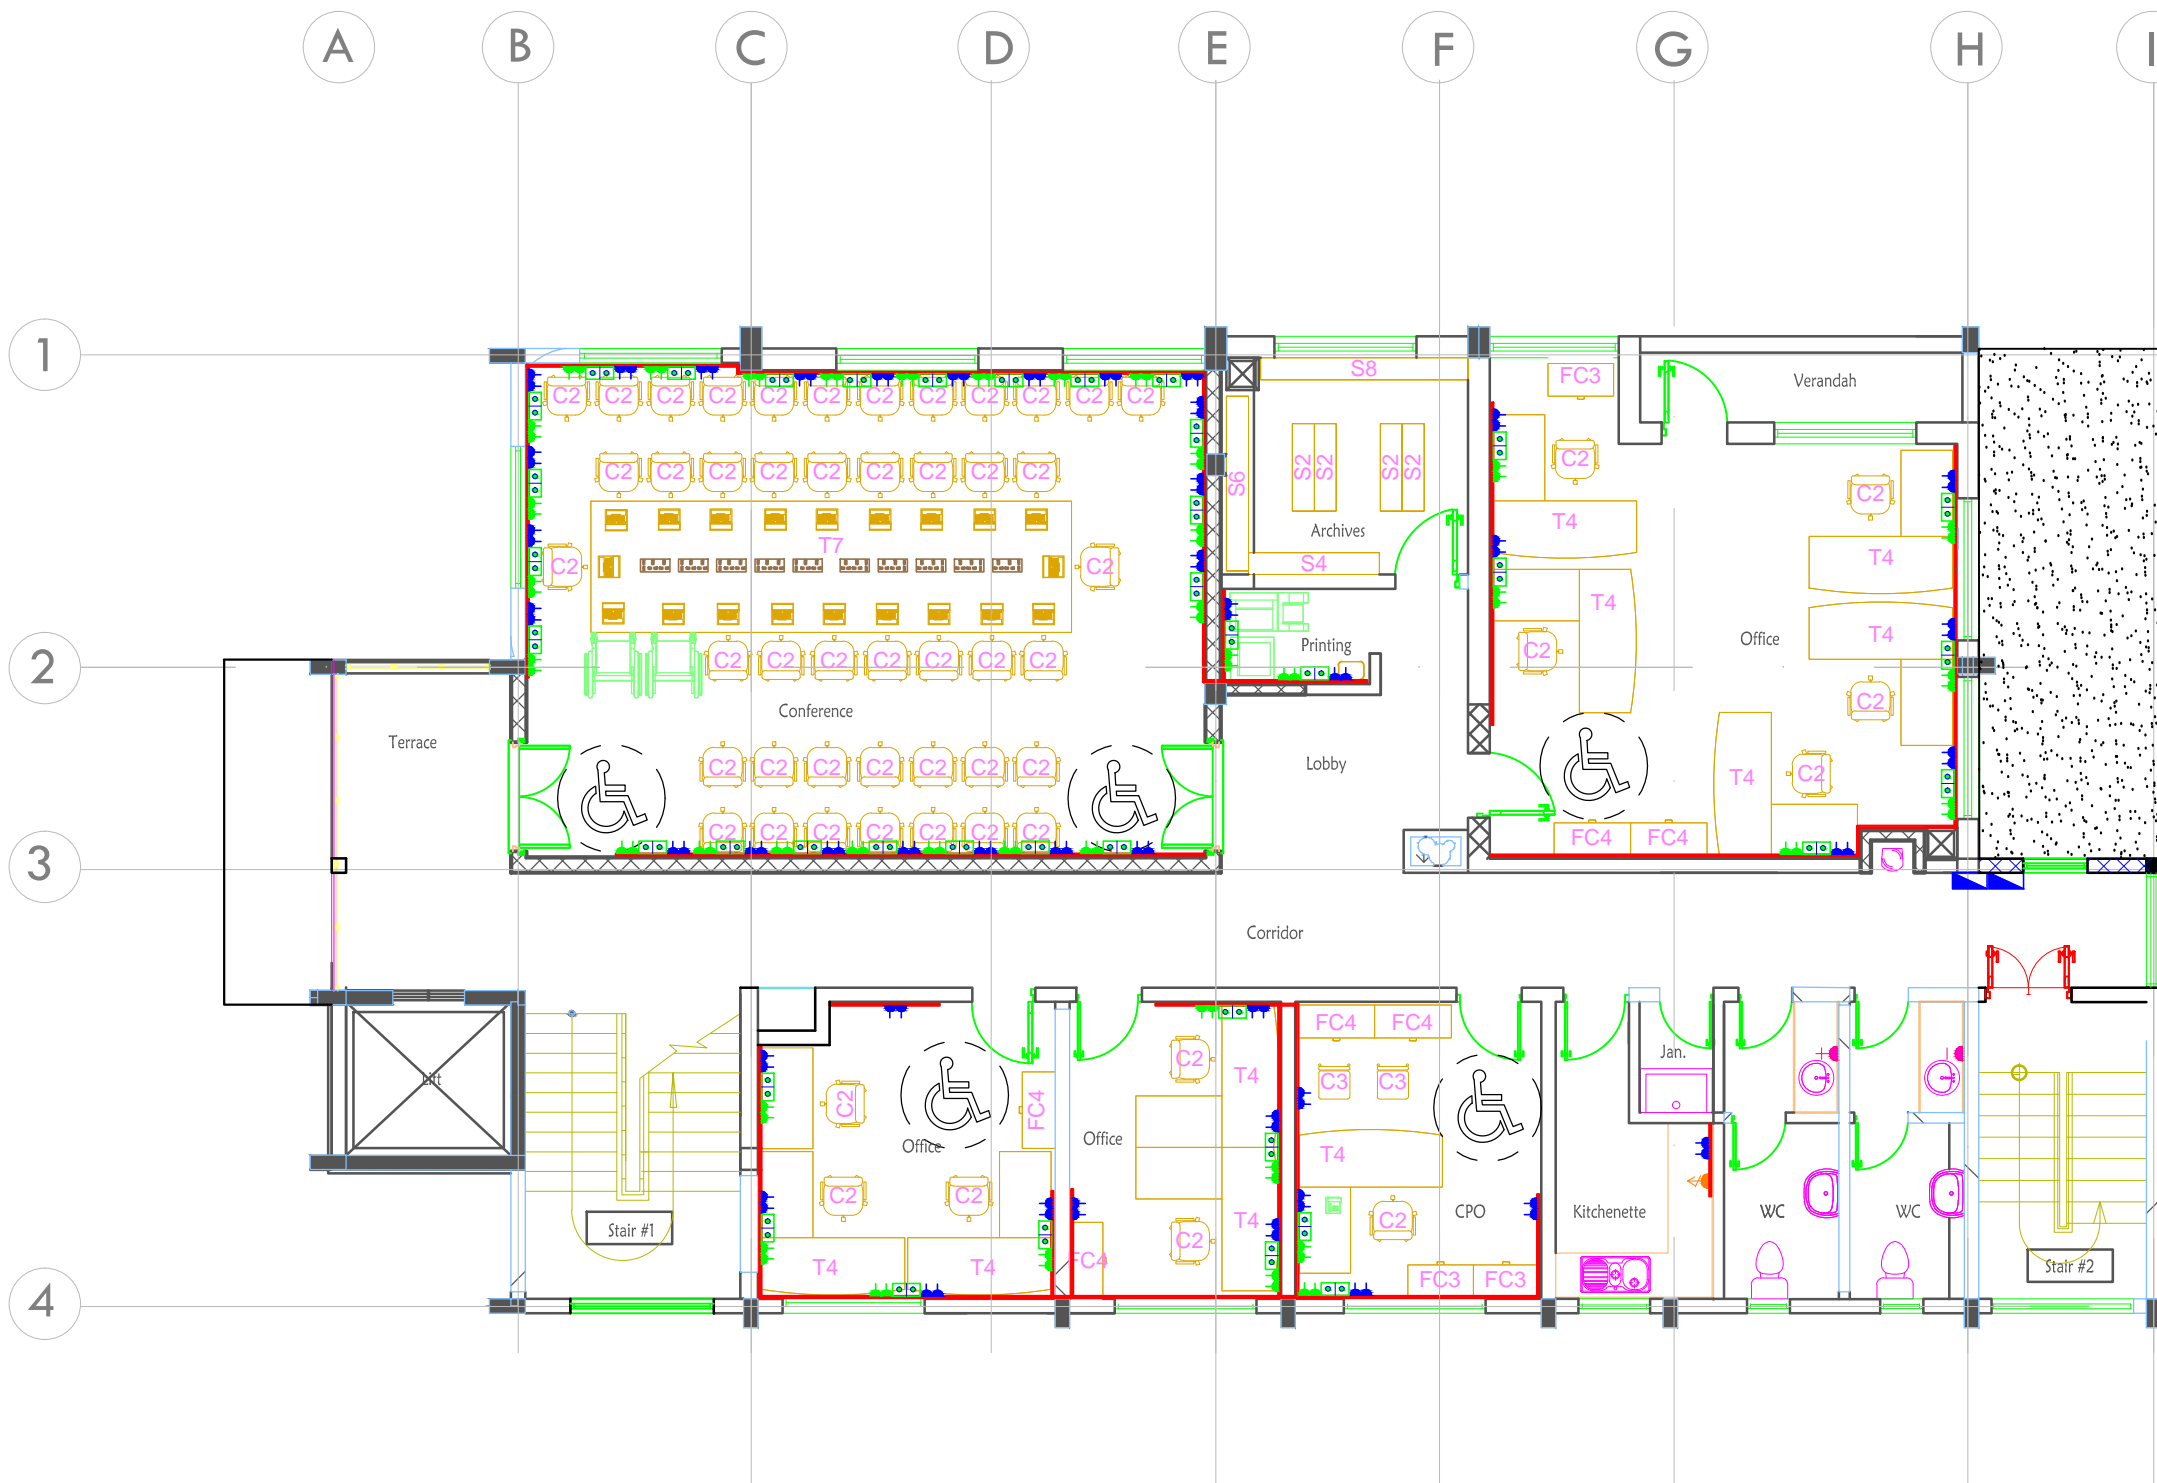 A B C D E F G H I
1
S8 FC3 Verandah
C2 C2 C2 C2 C2 C2 C2 C2 C2 C2 C2 C2
C2 C2 C2 C2 C2 C2 C2 C2 C2 S6 S2 S2 S2 S2 C2 C2
Archives T4
T7
C2 C2 S4 T4
T4
Printing Office T4
2
C2 C2 C2 C2 C2 C2 C2 C2
Conference C2
Terrace
C2 C2 C2 C2 C2 C2 C2 Lobby T4 C2
C2 C2 C2 C2 C2 C2 C2 FC4 FC4
3
Corridor
FC4 FC4
Lift C2 FC4 C2 T4 C3 C3 Jan.
Office Office T4
C2 C2
Stair #1 C2 T4 C2 CPO Kitchenette WC WC
T4 T4 FC4 FC3 FC3 Stair #2
4